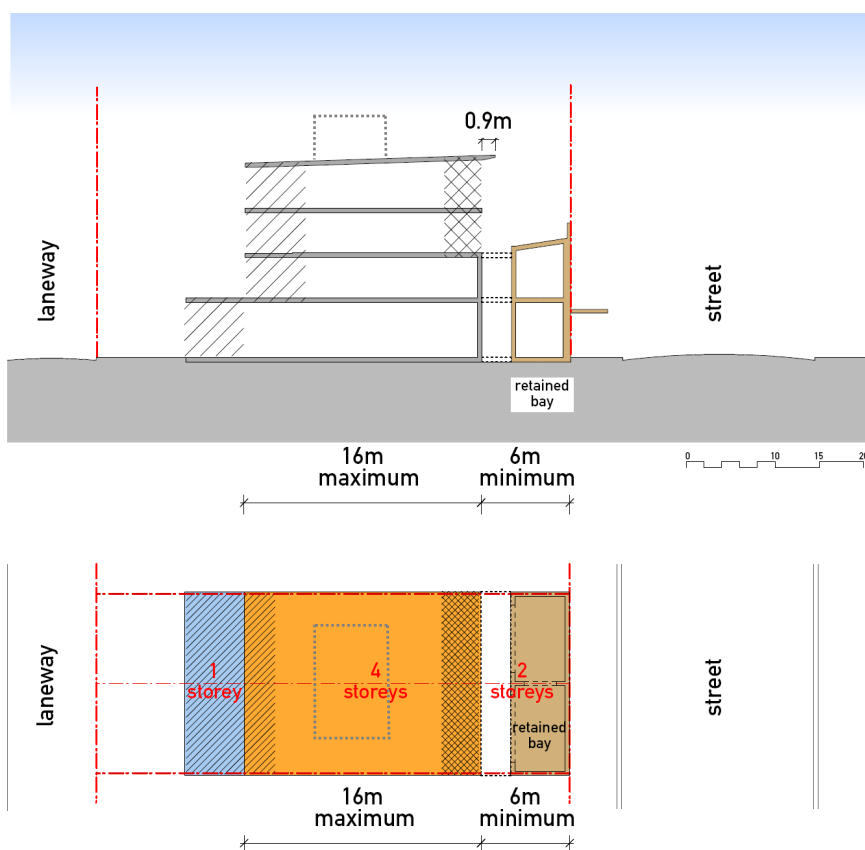 0.9m
laneway
street
retained
bay
16m
maximum
6m
minimum
0 10 15 20
laneway
1
storey
4
storeys
2
storeys
retained
bay
street
16m
maximum
6m
minimum